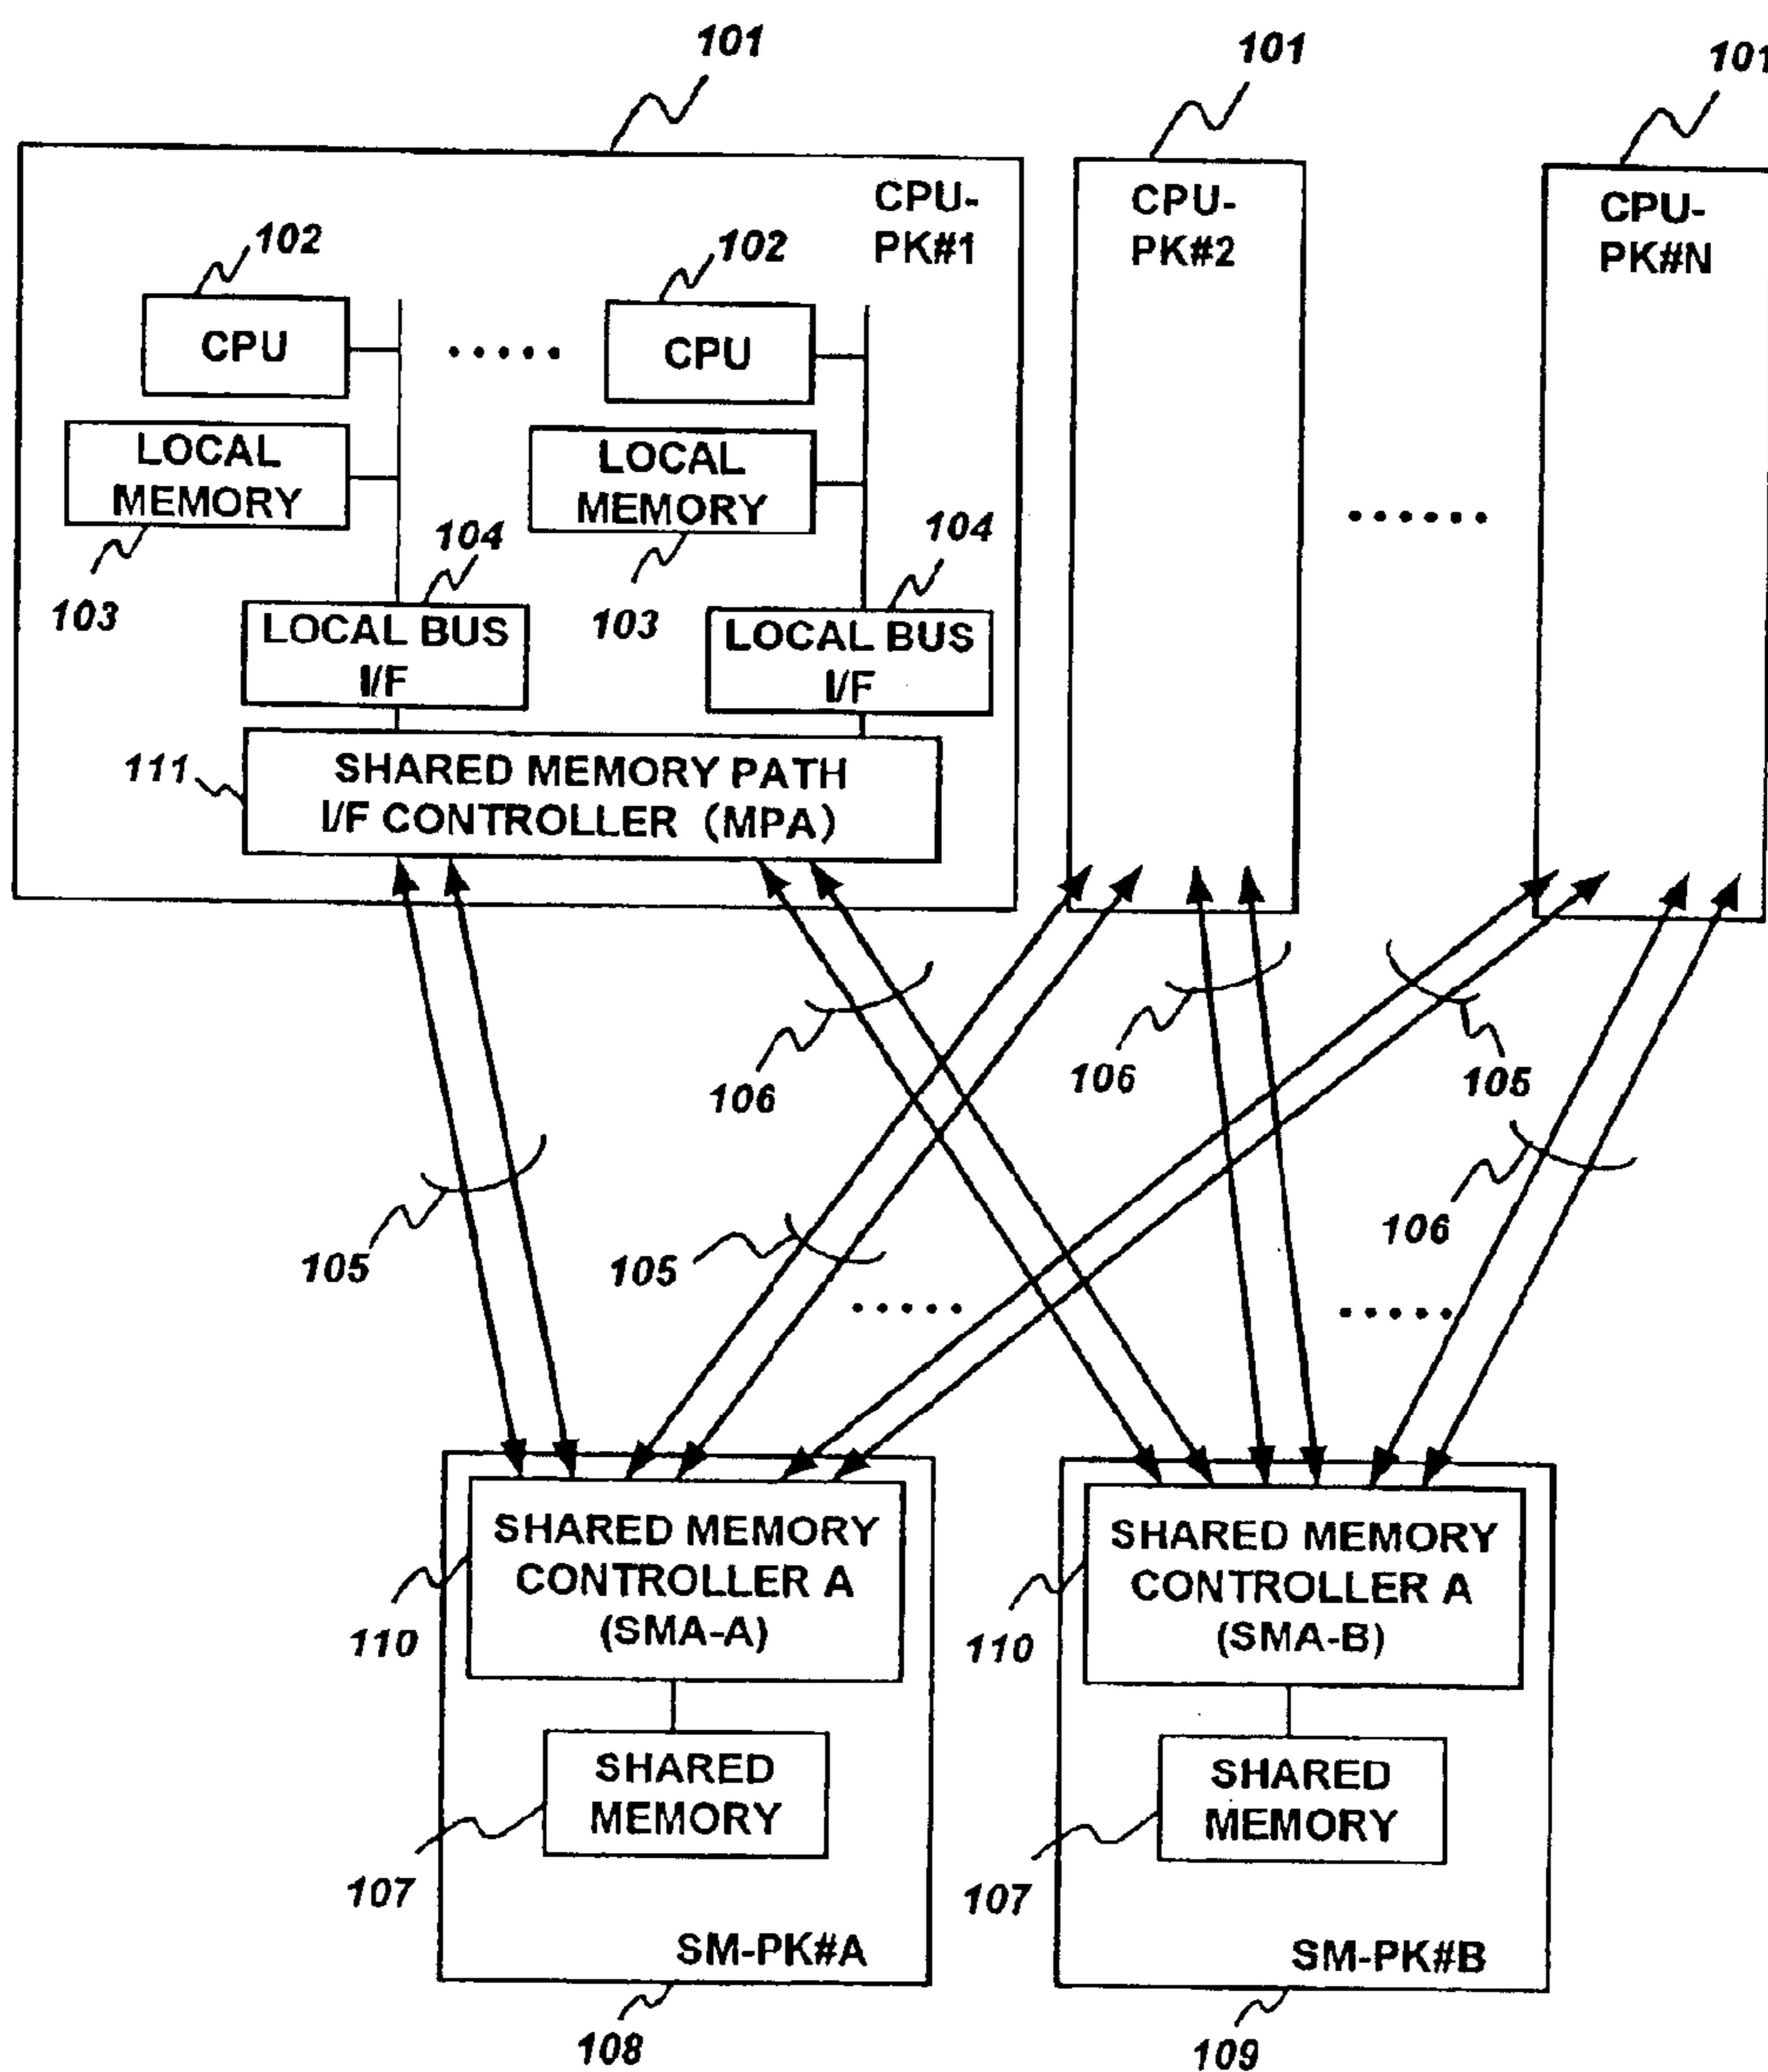 101
101
101
CPU-
PK#1
CPU-
PK#2
CPU-
PK#N
102
102
CPU
.....
CPU
LOCAL
MEMORY
LOCAL
MEMORY
......
103
104
103
104
LOCAL BUS
I/F
LOCAL BUS
I/F
111
SHARED MEMORY PATH
I/F CONTROLLER (MPA)
106
106
105
105
105
106
.....
.....
SHARED MEMORY
CONTROLLER A
(SMA-A)
SHARED MEMORY
CONTROLLER A
(SMA-B)
110
110
SHARED
MEMORY
SHARED
MEMORY
107
107
SM-PK#A
SM-PK#B
108
109